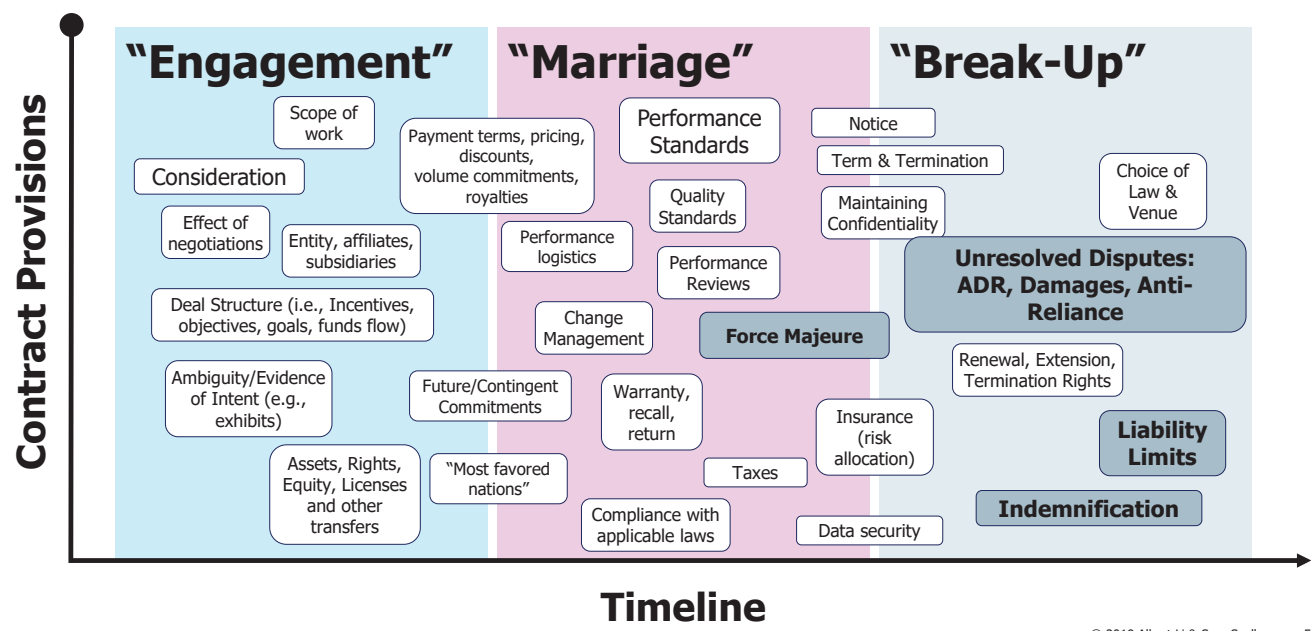 Contract Provisions
"Engagement"
Scope of
work
Consideration
Effect of
negotiations
Entity, affiliates,
subsidiaries
Deal Structure (i.e., Incentives,
objectives, goals, funds flow)
Ambiguity/Evidence
of Intent (e.g.,
exhibits)
Assets, Rights,
Equity, Licenses
and other
transfers
Payment terms, pricing,
discounts,
volume commitments,
royalties
Future/Contingent
Commitments
"Most favored
nations"
"Marriage"
Performance
Standards
Quality
Standards
Performance
logistics
Performance
Reviews
Change
Management
Force Majeure
Warranty,
recall,
return
Taxes
Compliance with
applicable laws
Notice
Term & Termination
Maintaining
Confidentiality
Insurance
(risk
allocation)
Data security
"Break-Up"
Choice of
Law &
Venue
Unresolved Disputes:
ADR, Damages, Anti-
Reliance
Renewal, Extension,
Termination Rights
Liability
Limits
Indemnification
Timeline